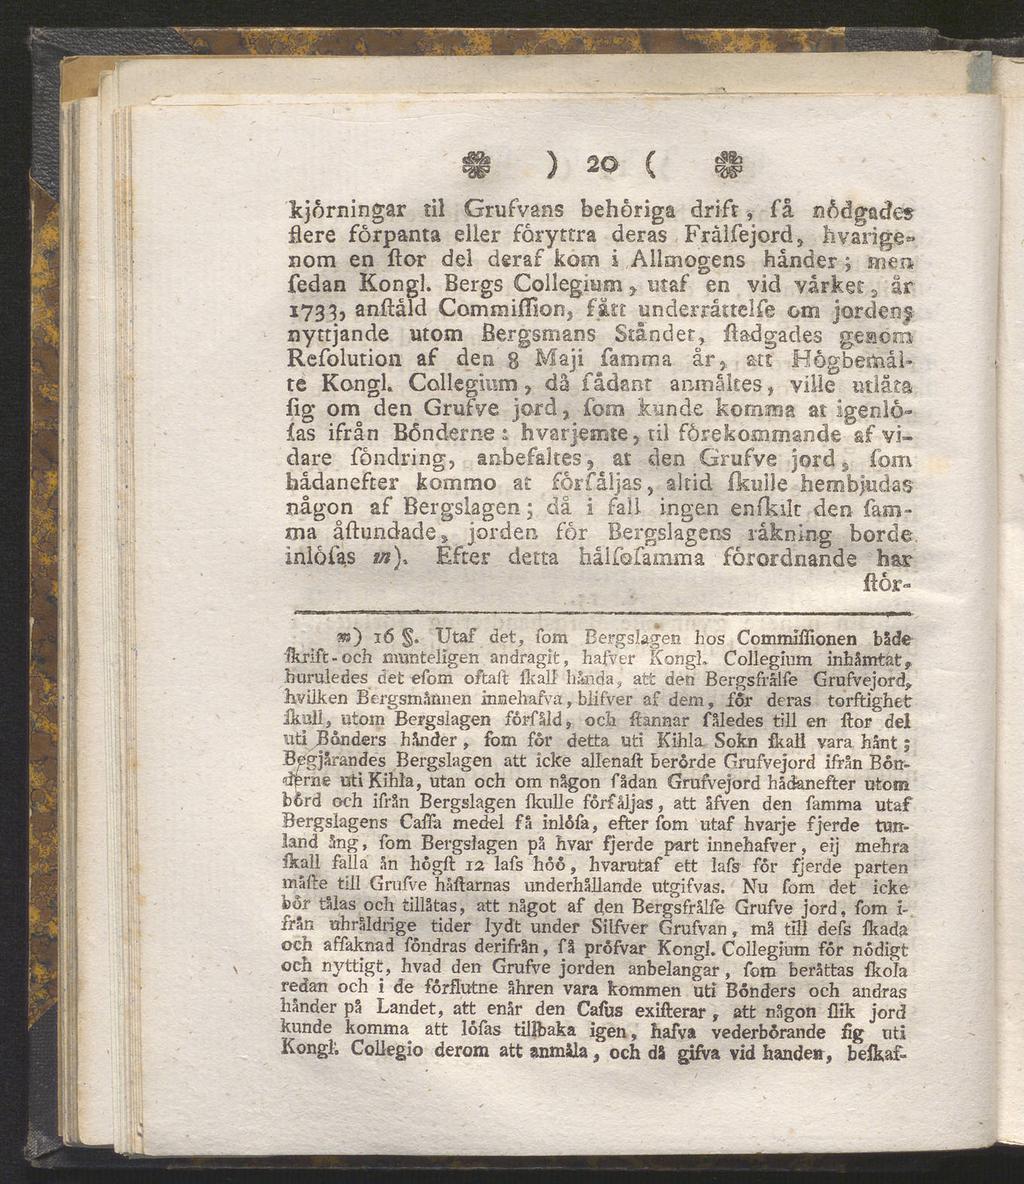 ) 20 (
kjörningar til Grufvans behöriga drift, ſå nödgades
flere förpanta eller föryttra deras Frälſejord, hvarige-
nom en ſtor del deraf kom i Allmogens händer; men
ſedan Kongl. Bergs Collegium, utaf en vid värket, år
1733, anſtäld Commiſſion, fått underrättelſe om jordens
nyttjande utom Bergsmans Ståndet, ſtadgades genom
Reſolution af den 8 Maji ſamma år, att Högbemäl-
te Kongl. Collegium, då ſådant anmältes, ville utlåta
ſig om den Grufve jord, ſom kunde komma at igenlö-
ſas ifrån Bönderne: hvarjemte, til förekommande af vi-
dare ſöndring, anbefaltes, at den Grufve jord, ſom
hädanefter kommo at förſäljas, altid ſkulle hembjudas
någon af Bergslagen; då i fall ingen enſkilt den ſam-
ma åſtundade, jorden för Bergslagens räkning borde
inlöſas m). Efter detta hälſoſamma förordnande har
ſtör-
m) 16 §. Utaf det, ſom Bergslagen hos Commiſſionen både
ſkrift- och munteligen andragit, hafver Kongl. Collegium inhämtat,
huruledes det eſom oftaſt ſkall hända, att den Bergsfrälſe Grufvejord,
hvilken Bergsmännen innehafva, blifver af dem, för deras torftighet
ſkull, utom Bergslagen förſåld, och ſtannar ſåledes till en ſtor del
uti Bönders händer, ſom för detta uti Kihla Sokn ſkall vara hänt;
Begjärandes Bergslagen att icke allenaſt berörde Grufvejord ifrån Bön-
derne uti Kihla, utan och om någon ſådan Grufvejord hädanefter utom
börd och ifrån Bergslagen ſkulle förſäljas, att äfven den ſamma utaf
Bergslagens Caſſa medel få inlöſa, efter ſom utaf hvarje fjerde tun-
land äng, ſom Bergslagen på hvar fjerde part innehafver, eij mehra
ſkall falla än högſt 12 laſs höö, hvarutaf ett laſs för fjerde parten
måſte till Grufve häſtarnas underhållande utgifvas. Nu ſom det icke
bör tålas och tillåtas, att något af den Bergsfrälſe Grufve jord, ſom i-
från uhråldrige tider lydt under Silfver Grufvan, må till deſs ſkada
och affaknad ſöndras derifrån, ſå pröfvar Kongl. Collegium för nödigt
och nyttigt, hvad den Grufve jorden anbelangar, ſom berättas ſkola
redan och i de förflutne åhren vara kommen uti Bönders och andras
händer på Landet, att enär den Caſus exiſterar, att någon ſlik jord
kunde komma att löſas tillbaka igen, hafva vederbörande ſig uti
Kongl. Collegio derom att anmäla, och då gifva vid handen, beſkaf-